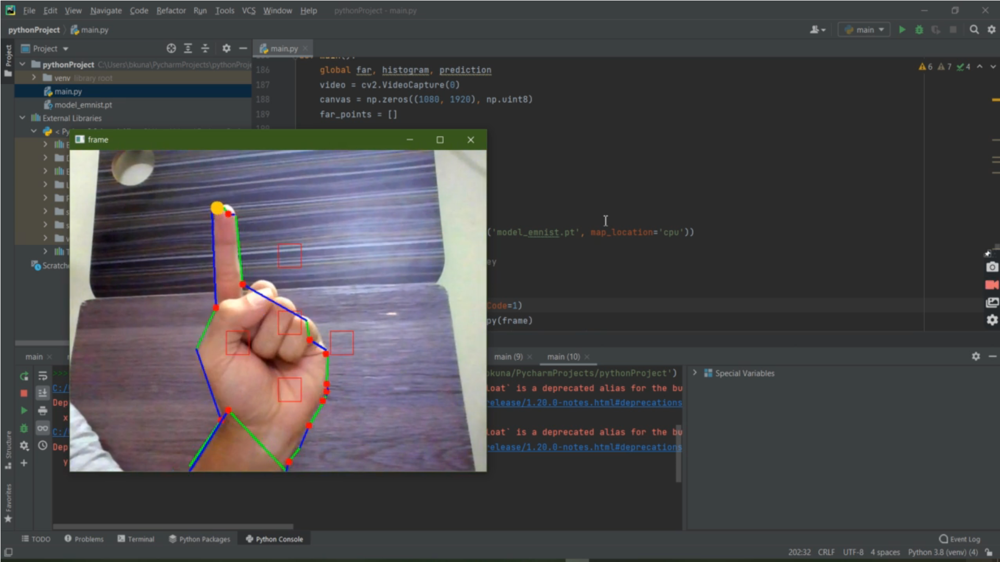 File Edit View Navigate Code Refactor Run Tools VCS Window Help pythonProject - main.py
pythonProject main.py main
Project
Project main.py
pythonProject C:\Users\bkuna\PycharmProjects\pythonProje
venv library root
main.py
model_emnist.pt
External Libraries
< Py
Scratche
186 global far, histogram, prediction
187 video = cv2.VideoCapture(0)
188 canvas = np.zeros((1080, 1920), np.uint8)
189 far_points = []
6 7 4
frame
('model_emnist.pt', map_location='cpu'))
ey
Code=1)
py(frame)
main main (9) main (10)
>>> okuna/PycharmProjects/pythonProject')
C:/ loat` is a deprecated alias for the bu
Dep release/1.20.0-notes.html#deprecations
x
C:/ loat` is a deprecated alias for the bu
Dep release/1.20.0-notes.html#deprecations
y
Special Variables
Structure
Favorites
TODO Problems Terminal Python Packages Python Console Event Log
202:32 CRLF UTF-8 4 spaces Python 3.8 (venv) (4)